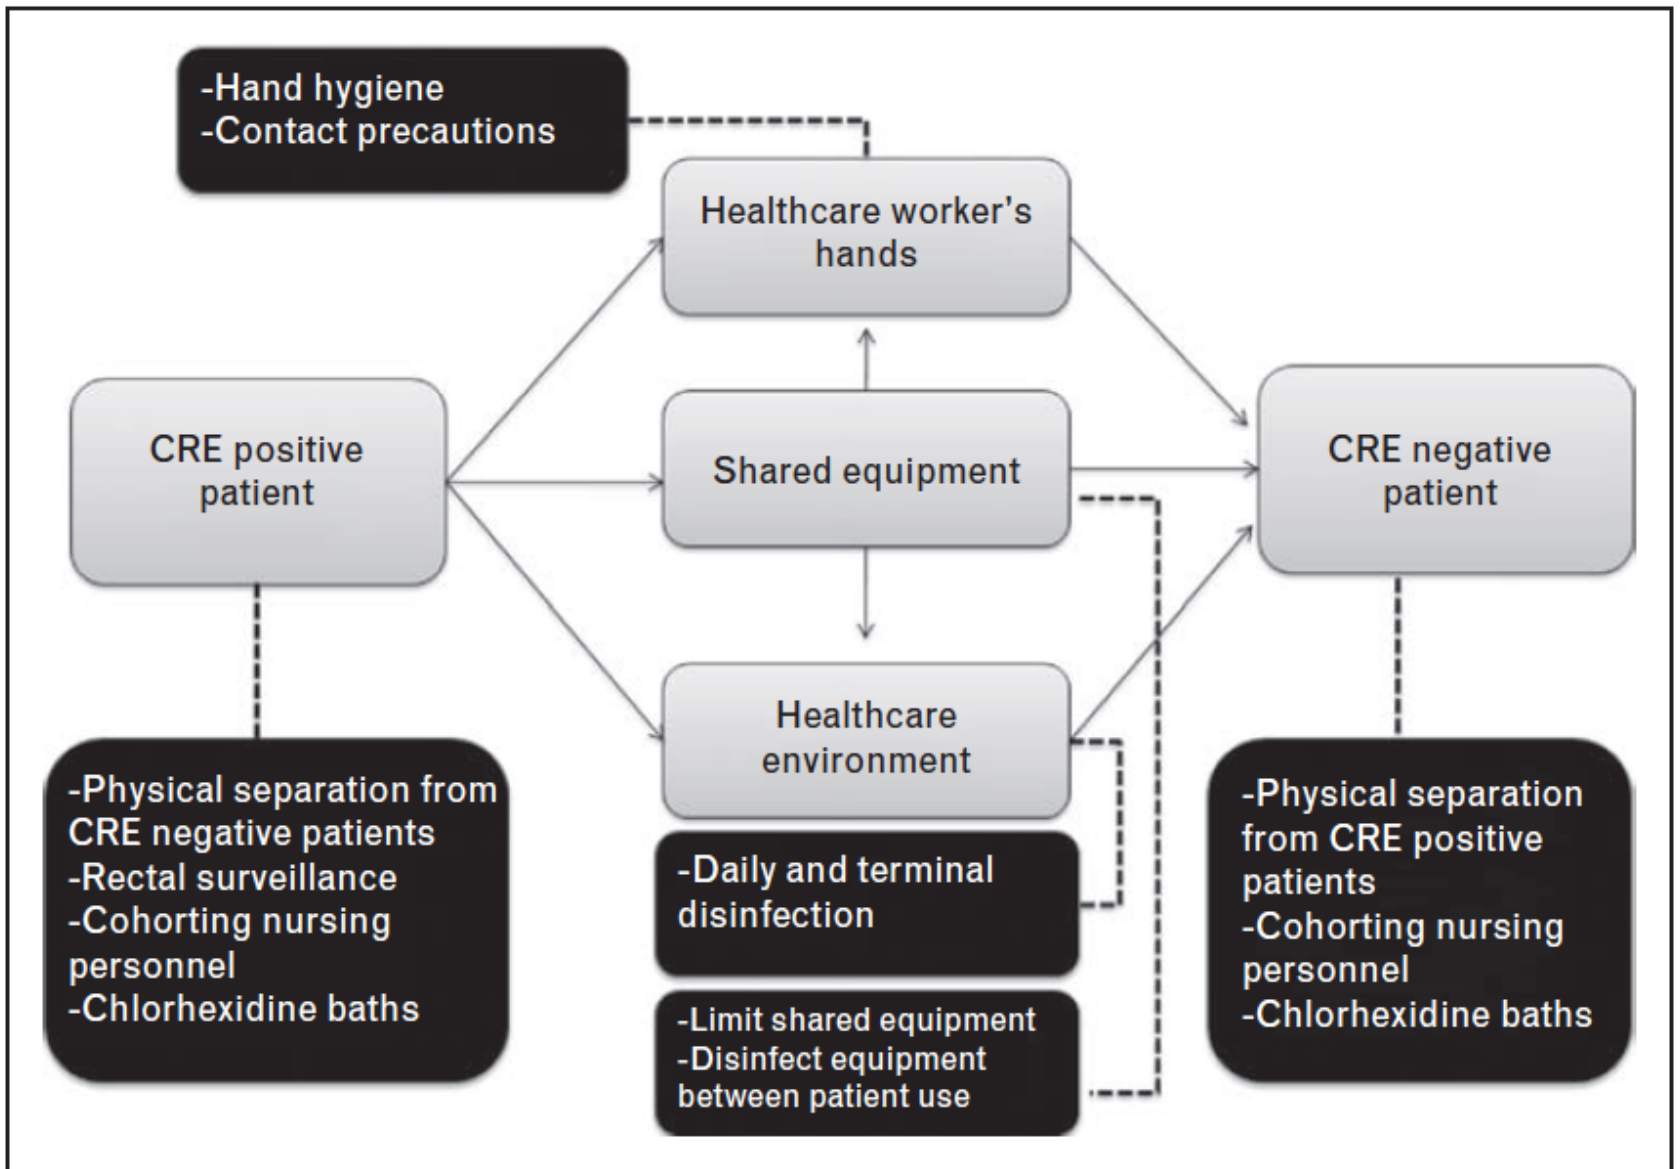 -Hand hygiene
-Contact precautions
Healthcare worker's
hands
CRE positive
patient
Shared equipment
CRE negative
patient
Healthcare
environment
-Physical separation from
CRE negative patients
-Rectal surveillance
-Cohorting nursing
personnel
-Chlorhexidine baths
-Daily and terminal
disinfection
-Limit shared equipment
-Disinfect equipment
between patient use
-Physical separation
from CRE positive
patients
-Cohorting nursing
personnel
-Chlorhexidine baths